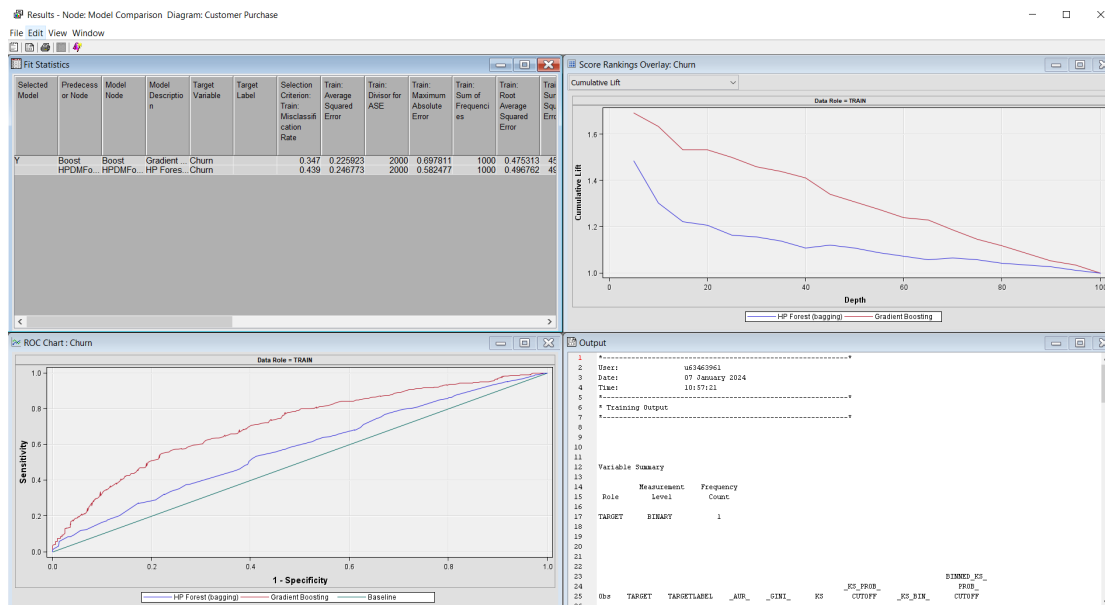 Results - Node: Model Comparison Diagram: Customer Purchase
File Edit View Window
Fit Statistics
Selected Model
Predecess or Node
Model Node
Model Descriptio n
Target Variable
Target Label
Selection Criterion: Train: Misclassifi cation Rate
Train: Average Squared Error
Train: Divisor for ASE
Train: Maximum Absolute Error
Train: Sum of Frequenci es
Train: Root Average Squared Error
Y Boost Boost Gradient ... Churn 0.347 0.225923 2000 0.697811 1000 0.475313
HPDMFo... HPDMFo... HP Fores... Churn 0.439 0.246773 2000 0.582477 1000 0.496762
Score Rankings Overlay: Churn
Cumulative Lift
Data Role = TRAIN
Cumulative Lift
1.6
1.4
1.2
1.0
0 20 40 60 80 100
Depth
HP Forest (bagging) Gradient Boosting
ROC Chart : Churn
Data Role = TRAIN
Sensitivity
1.0
0.8
0.6
0.4
0.2
0.0
0.0 0.2 0.4 0.6 0.8 1.0
1 - Specificity
HP Forest (bagging) Gradient Boosting Baseline
Output
1 *------------------------------------------------------------*
2 User: u63463961
3 Date: 07 January 2024
4 Time: 10:57:21
5 *------------------------------------------------------------*
6 * Training Output
7 *------------------------------------------------------------*
8
9
10
11
12 Variable Summary
13
14 Measurement Frequency
15 Role Level Count
16
17 TARGET BINARY 1
18
19
20
21
22
23 BINNED_KS_
24 _KS_PROB_ PROB_
25 Obs TARGET TARGETLABEL _AUR_ _GINI_ KS CUTOFF _KS_BIN_ CUTOFF